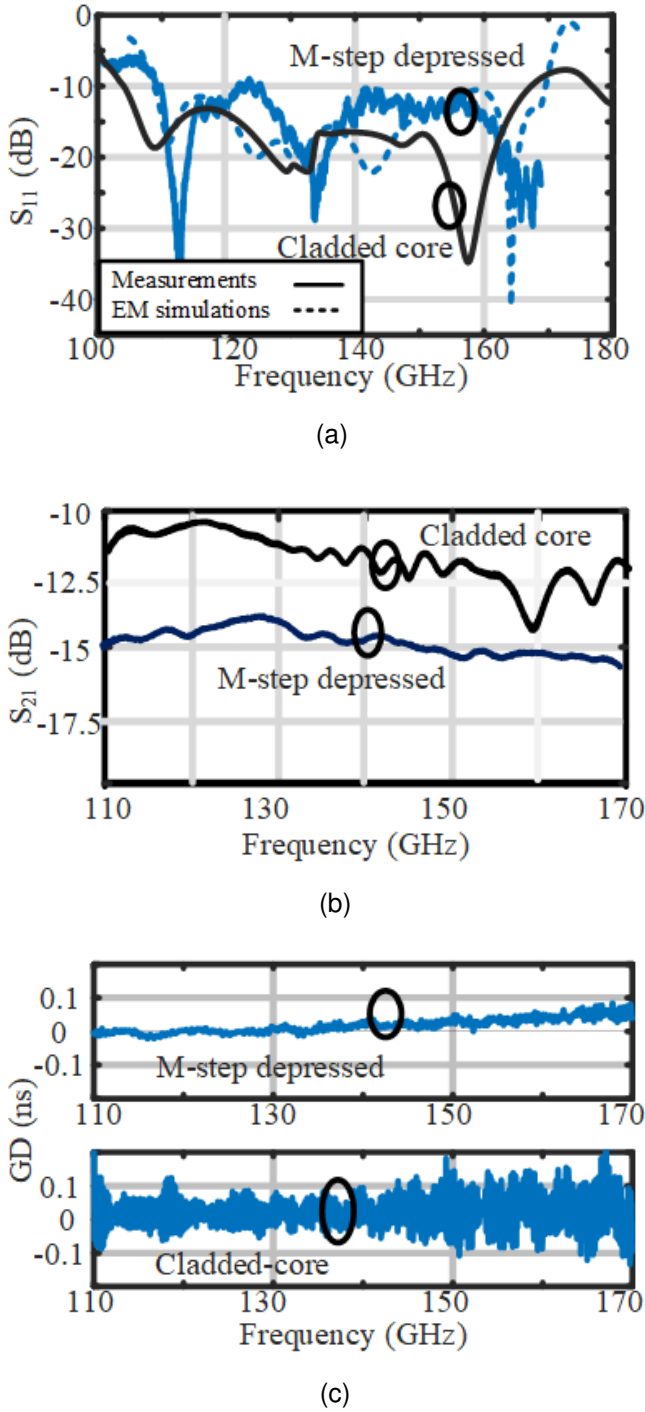 0
M-step depressed
-10
-20
S11 (dB)
-30
Cladded core
Measurements
EM simulations
-40
100 120 140 160 180
Frequency (GHz)
(a)
-10
Cladded core
-12.5
S21 (dB)
-15
M-step depressed
-17.5
110 130 150 170
Frequency (GHz)
(b)
0.1
0
-0.1
M-step depressed
110 130 150 170
GD (ns)
0.1
0
-0.1
Cladded-core
110 130 150 170
Frequency (GHz)
(c)